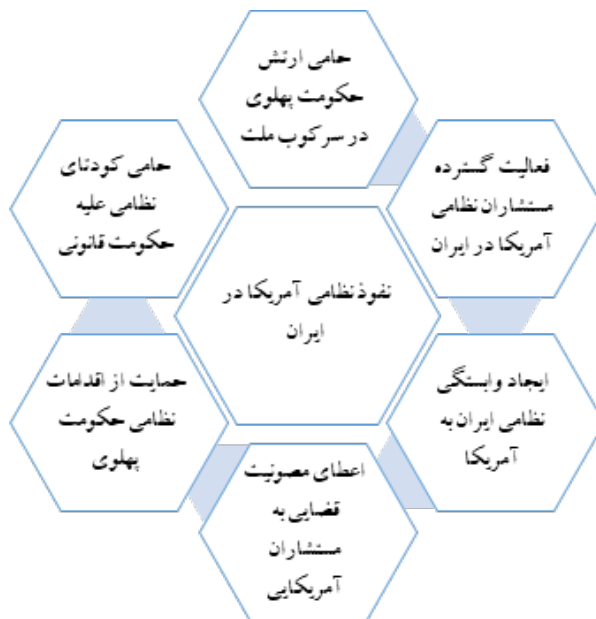 حامی ارتش
حکومت پهلوی
در سرکوب ملت
فعالیت گسترده
مستشاران نظامی
آمریکا در ایران
ایجاد وابستگی
نظامی ایران به
آمریکا
اعطای مصونیت
قضایی به
مستشاران
آمریکایی
حمایت از اقدامات
نظامی حکومت
پهلوی
حامی کودتای
نظامی علیه
حکومت قانونی
نفوذ نظامی آمریکا در
ایران